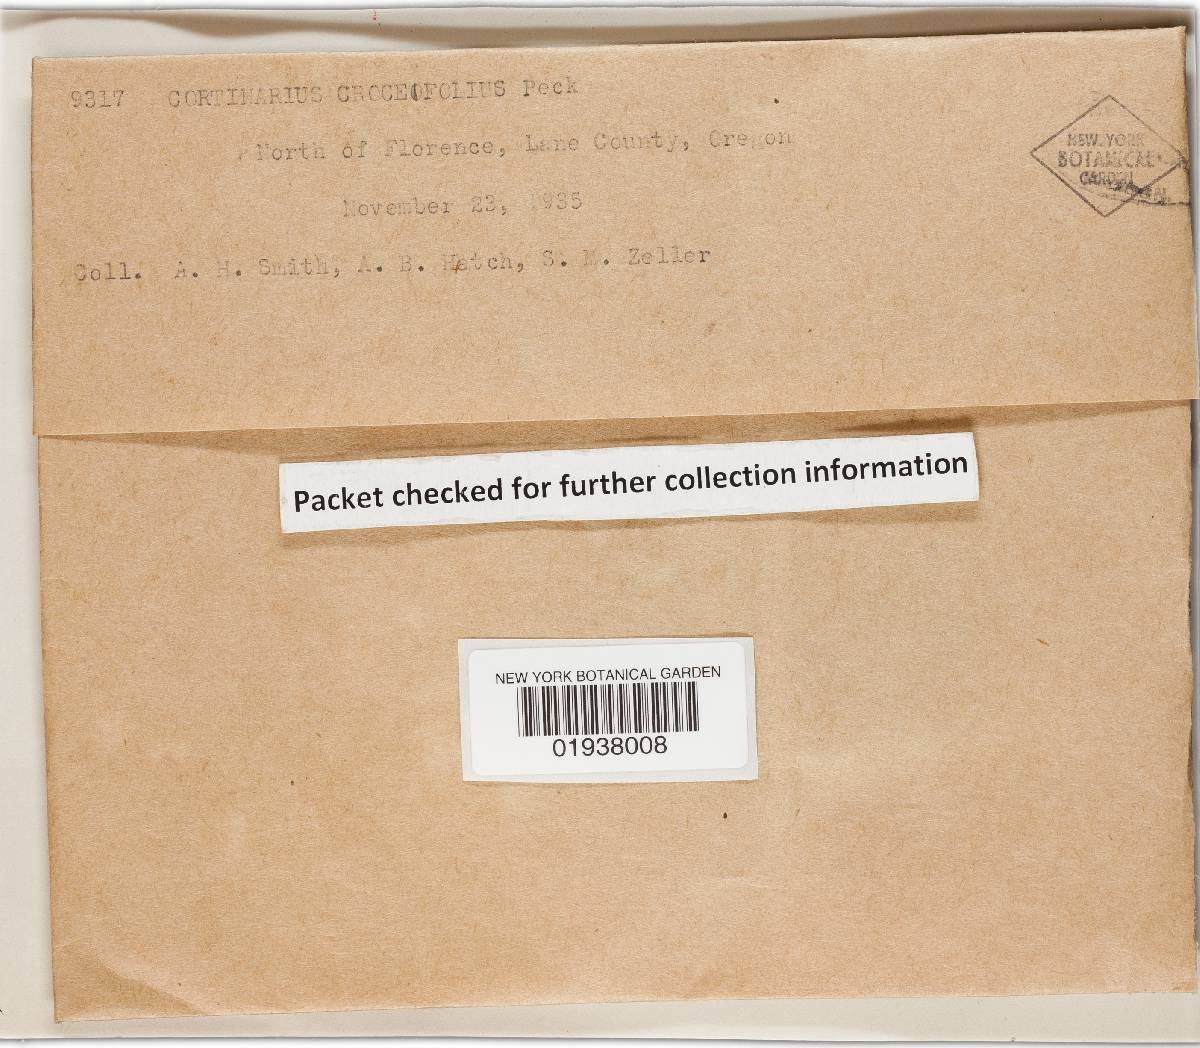 9317 CORTINARIUS CROCEOFOLIUS Peck
North of Florence, Lane County, Oregon
November 23, 1935
Coll. A. H. Smith, A. B. Hatch, S. M. Zeller
NEW YORK
BOTANICAL
GARDEN
Packet checked for further collection information
NEW YORK BOTANICAL GARDEN
01938008